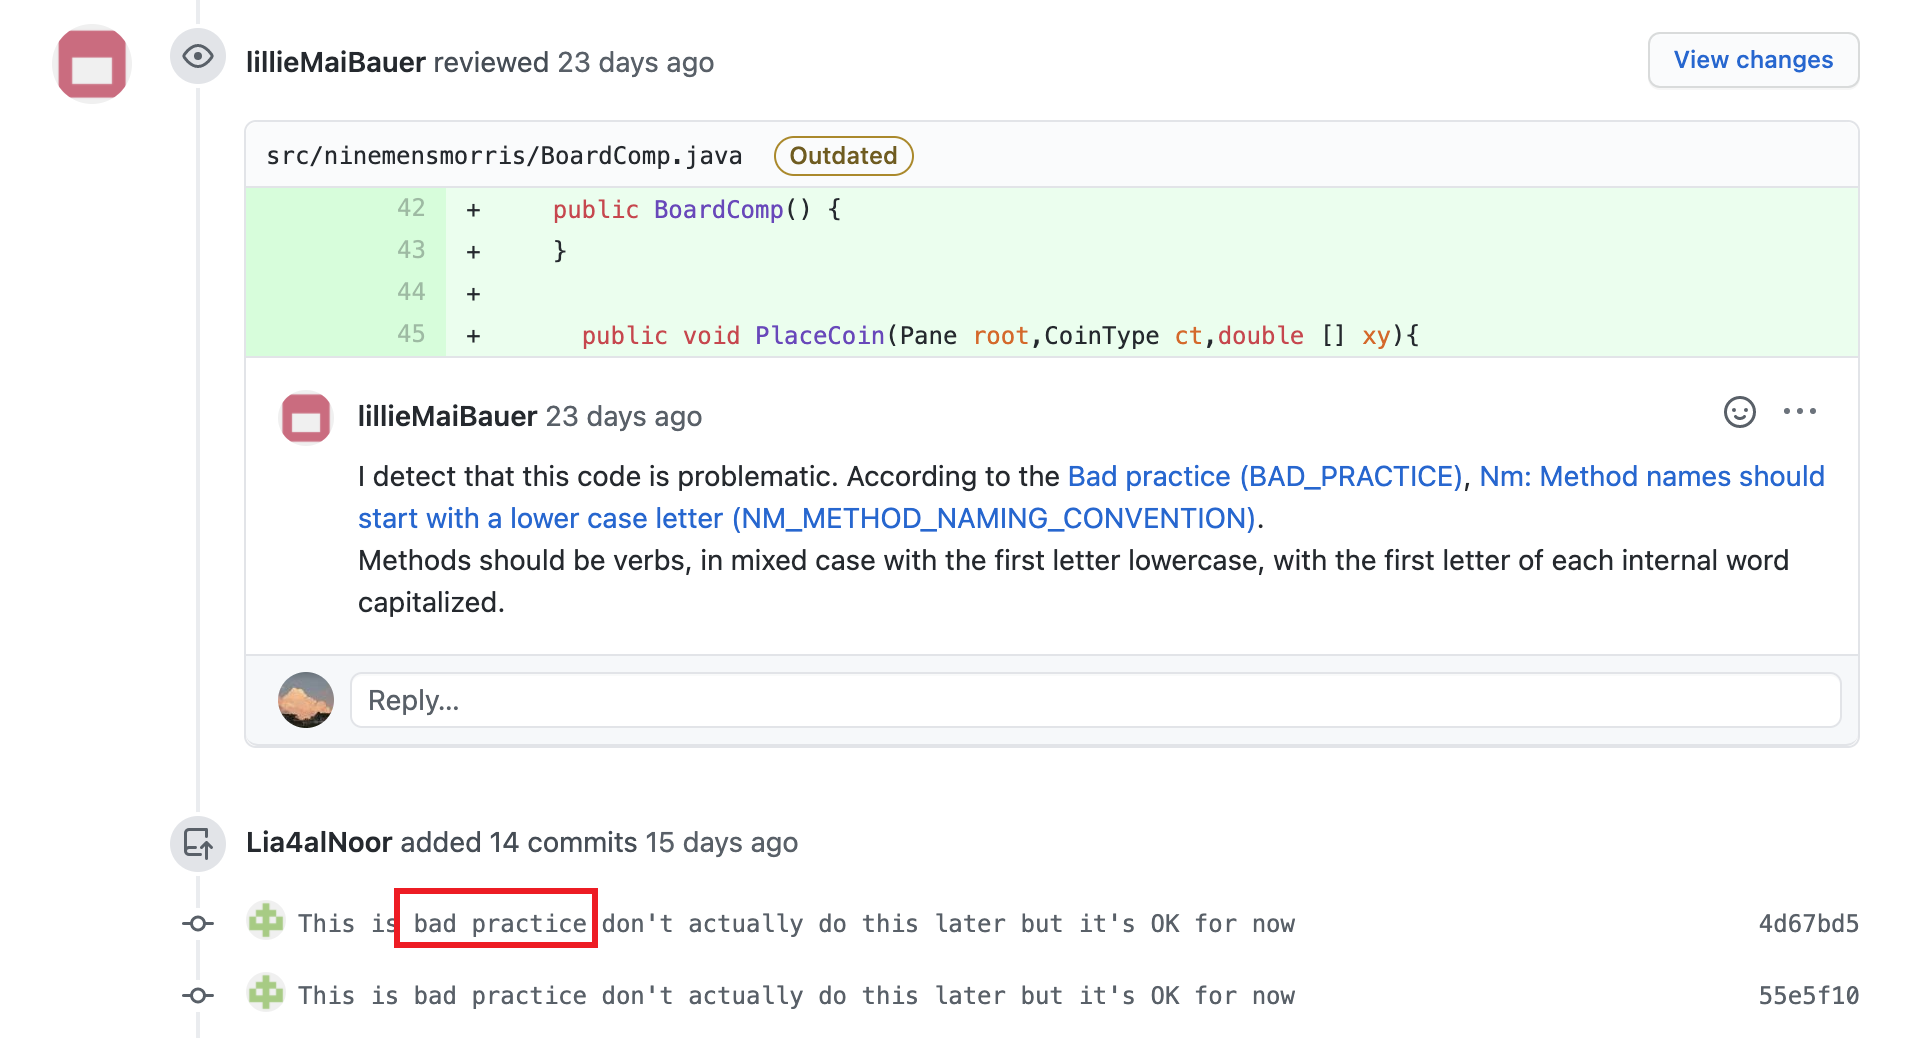 lillieMaiBauer reviewed 23 days ago
View changes
src/ninemensmorris/BoardComp.java Outdated
42 + public BoardComp() {
43 + }
44 +
45 + public void PlaceCoin(Pane root,CoinType ct,double [] xy){
lillieMaiBauer 23 days ago
I detect that this code is problematic. According to the Bad practice (BAD_PRACTICE), Nm: Method names should
start with a lower case letter (NM_METHOD_NAMING_CONVENTION).
Methods should be verbs, in mixed case with the first letter lowercase, with the first letter of each internal word
capitalized.
Reply...
Lia4alNoor added 14 commits 15 days ago
This is bad practice don't actually do this later but it's OK for now 4d67bd5
This is bad practice don't actually do this later but it's OK for now 55e5f10